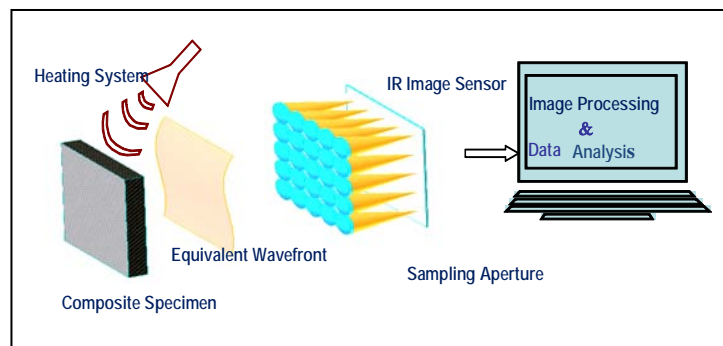 Heating System
IR Image Sensor
Image Processing
&
Data Analysis
Equivalent Wavefront
Sampling Aperture
Composite Specimen